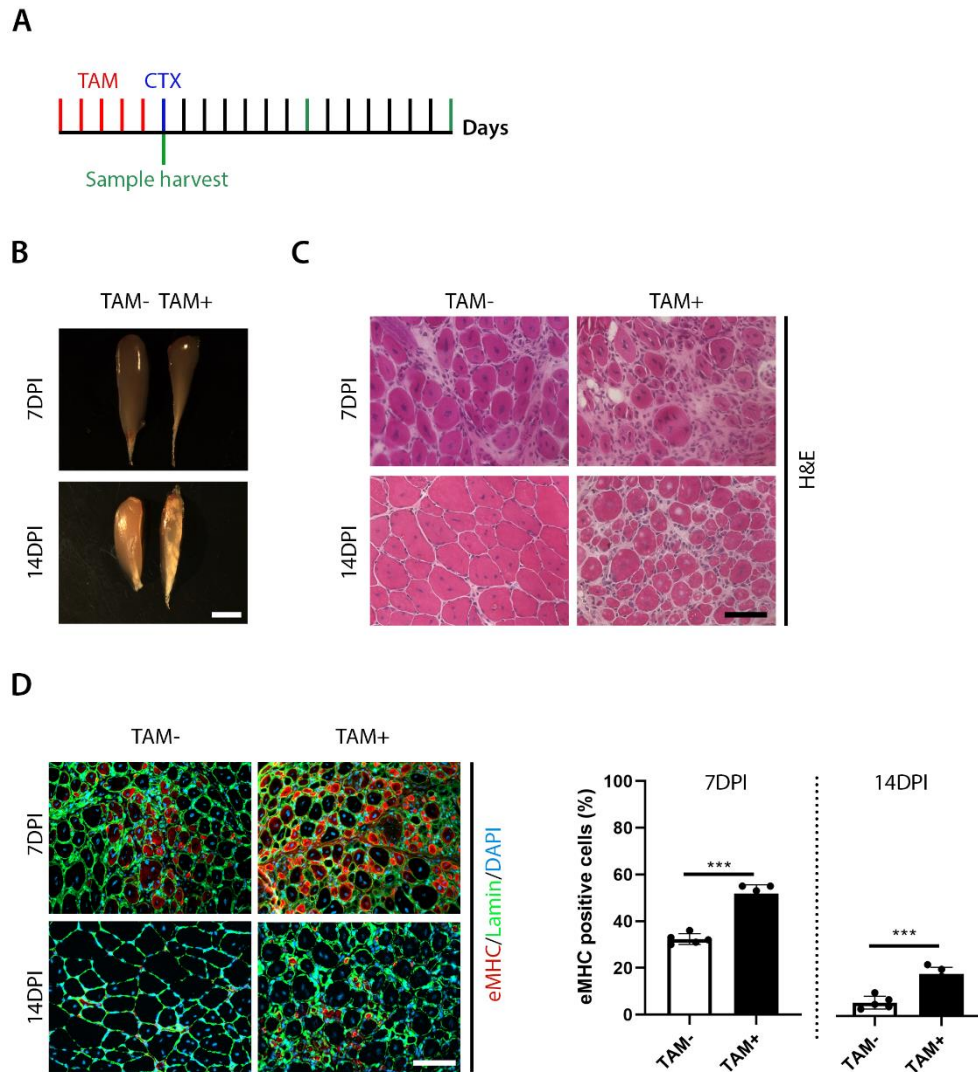 A
TAM CTX
Days
Sample harvest
B
TAM- TAM+
7DPI
14DPI
C
TAM- TAM+
7DPI
14DPI
H&E
D
TAM- TAM+
7DPI
14DPI
eMHC/Lamin/DAPI
eMHC positive cells (%)
100
80
60
40
20
0
7DPI 14DPI
*** ***
TAM- TAM+ TAM- TAM+